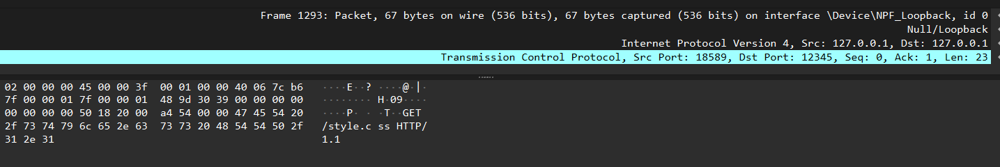 Frame 1293: Packet, 67 bytes on wire (536 bits), 67 bytes captured (536 bits) on interface \Device\NPF_Loopback, id 0
Null/Loopback
Internet Protocol Version 4, Src: 127.0.0.1, Dst: 127.0.0.1
Transmission Control Protocol, Src Port: 18589, Dst Port: 12345, Seq: 0, Ack: 1, Len: 23
02 00 00 00 45 00 00 3f 00 01 00 00 40 06 7c b6 ····E··? ····@·|·
7f 00 00 01 7f 00 00 01 48 9d 30 39 00 00 00 00 ········ H·09····
00 00 00 00 50 18 20 00 a4 54 00 00 47 45 54 20 ····P· · ·T··GET
2f 73 74 79 6c 65 2e 63 73 73 20 48 54 54 50 2f /style.c ss HTTP/
31 2e 31 1.1